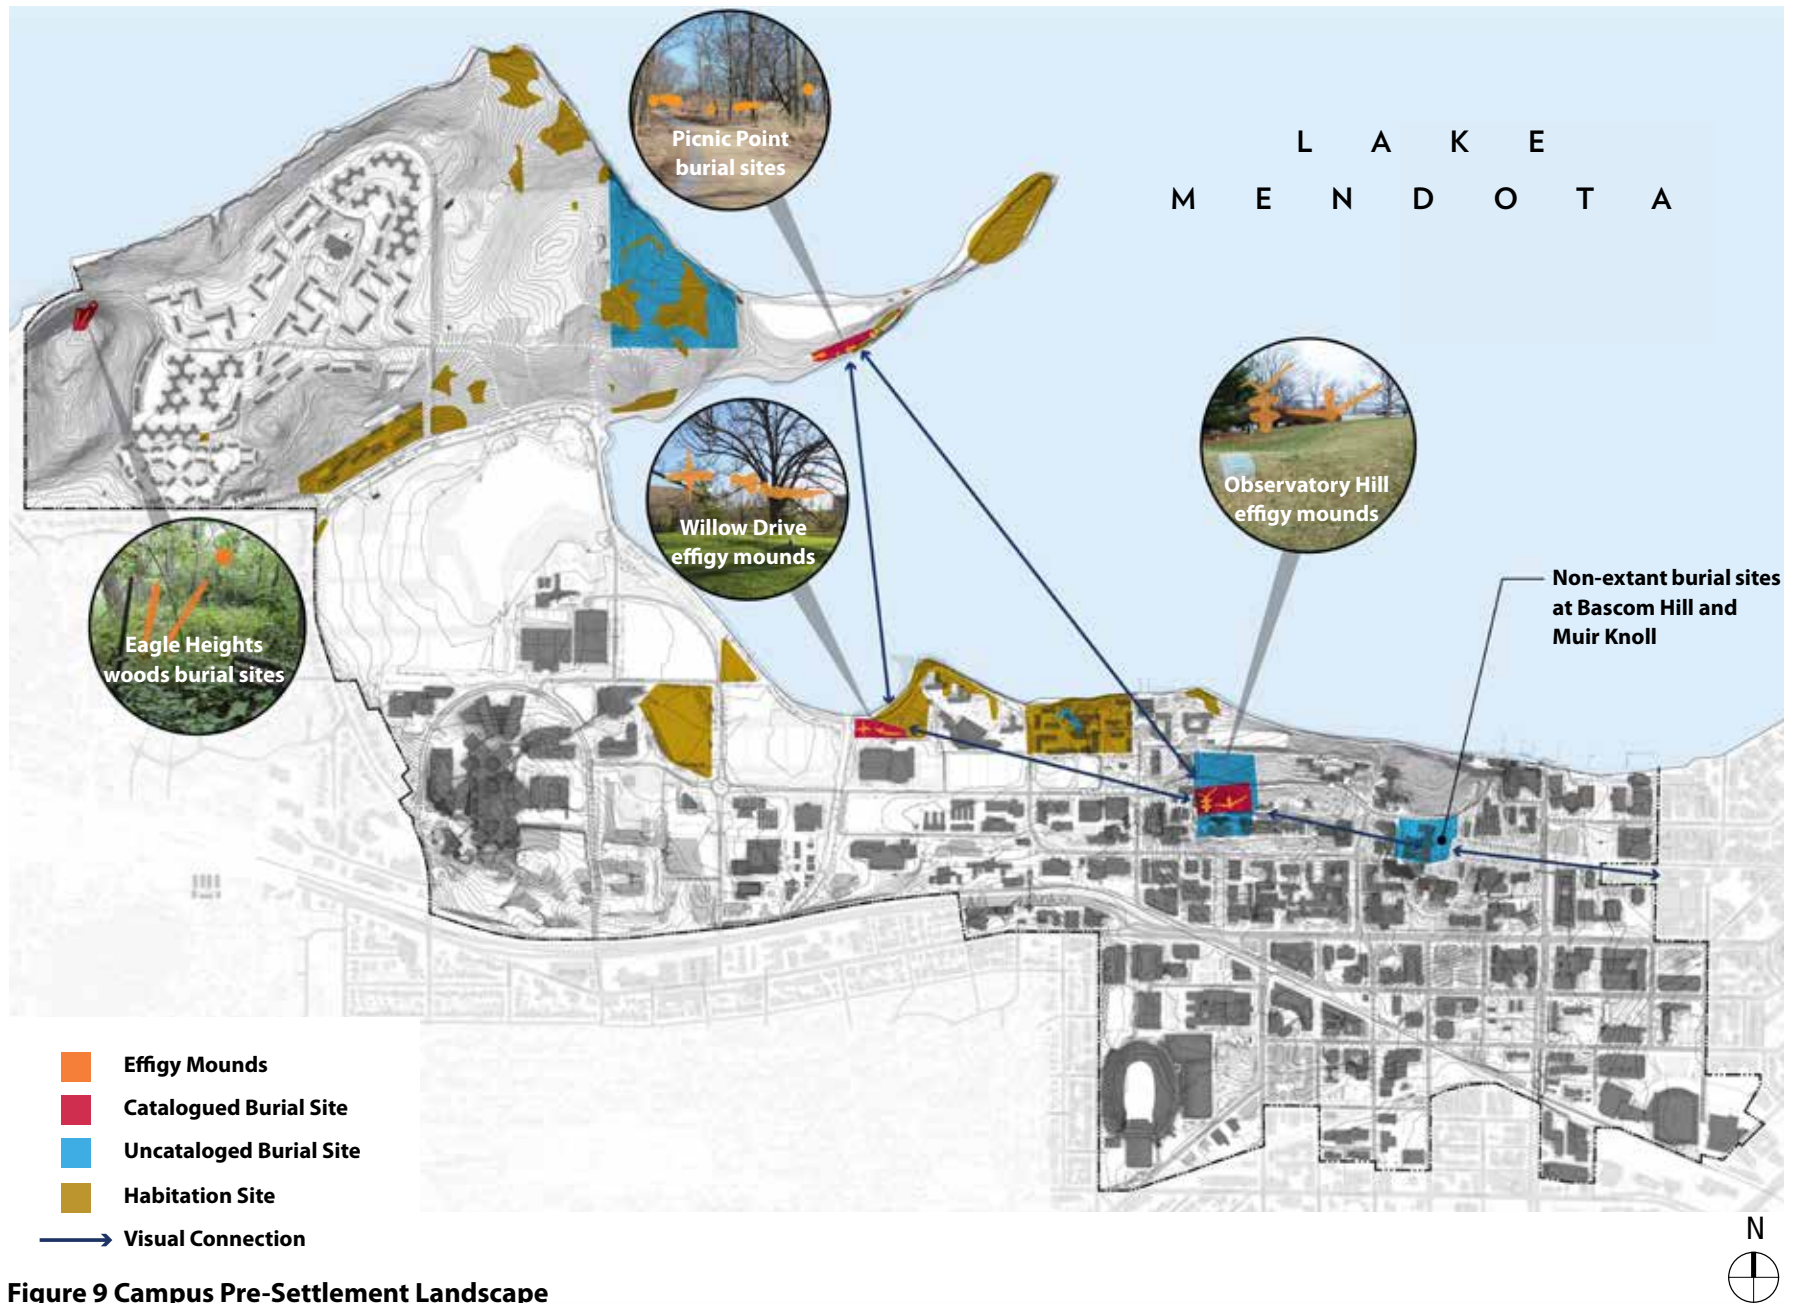 Picnic Point
burial sites
L A K E
M E N D O T A
Willow Drive
effigy mounds
Observatory Hill
effigy mounds
Non-extant burial sites
at Bascom Hill and
Muir Knoll
Eagle Heights
woods burial sites
Effigy Mounds
Catalogued Burial Site
Uncataloged Burial Site
Habitation Site
Visual Connection
N
Figure 9 Campus Pre-Settlement Landscape